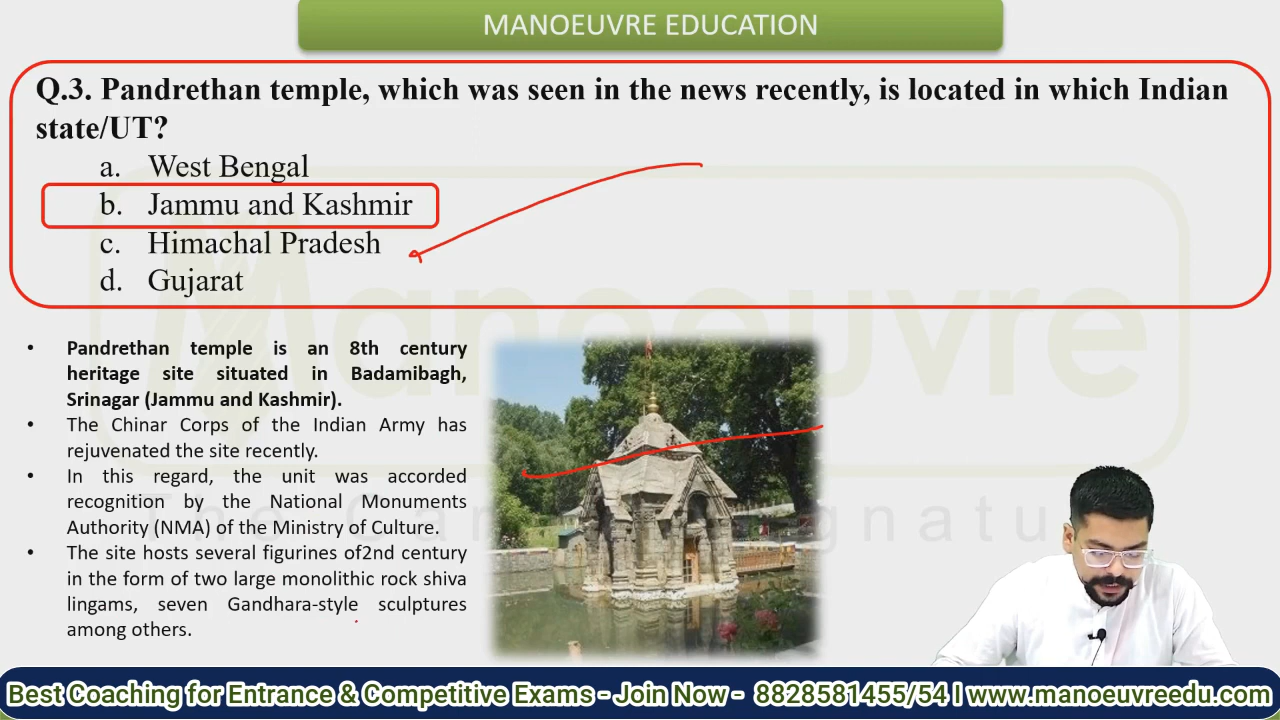 MANOEUVRE EDUCATION
Q.3. Pandrethan temple, which was seen in the news recently, is located in which Indian
state/UT?
a. West Bengal
b. Jammu and Kashmir
c. Himachal Pradesh
d. Gujarat
Manoeuvre
• Pandrethan temple is an 8th century
heritage site situated in Badamibagh,
Srinagar (Jammu and Kashmir).
• The Chinar Corps of the Indian Army has
rejuvenated the site recently.
• In this regard, the unit was accorded
recognition by the National Monuments
Authority (NMA) of the Ministry of Culture.
• The site hosts several figurines of2nd century
in the form of two large monolithic rock shiva
lingams, seven Gandhara-style sculptures
among others.
Best Coaching for Entrance & Competitive Exams - Join Now - 8828581455/54 I www.manoeuvreedu.com